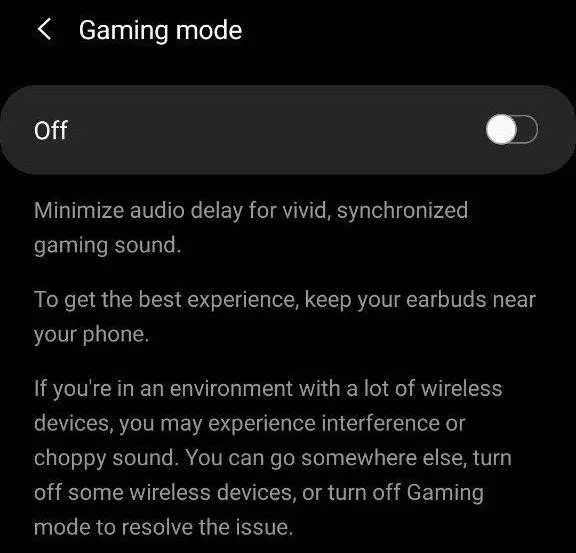 Gaming mode
Off
Minimize audio delay for vivid, synchronized
gaming sound.
To get the best experience, keep your earbuds near
your phone.
If you're in an environment with a lot of wireless
devices, you may experience interference or
choppy sound. You can go somewhere else, turn
off some wireless devices, or turn off Gaming
mode to resolve the issue.